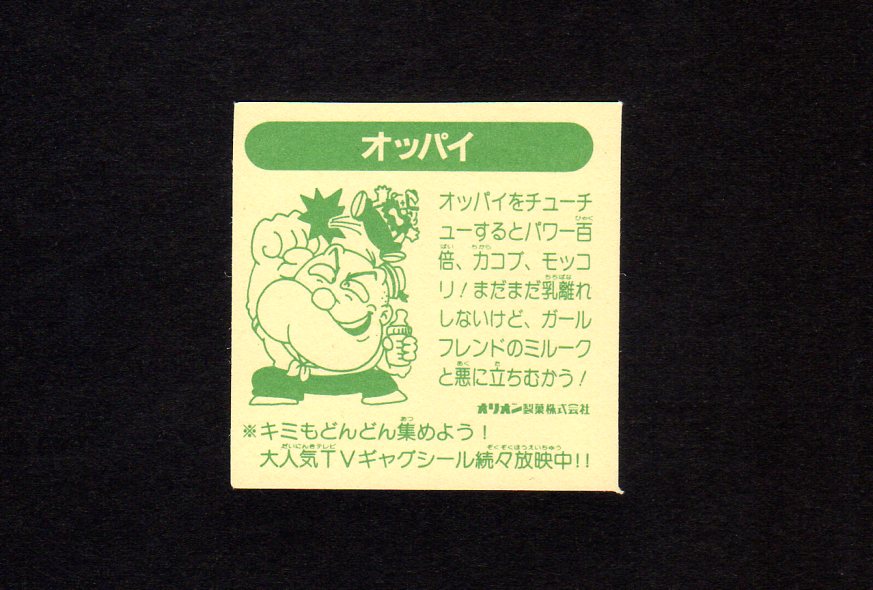 オッパイ
オッパイをチューチ
ューするとパワー百
倍、力コブ、モッコ
リ！まだまだ乳離れ
しないけど、ガール
フレンドのミルーク
と悪に立ちむかう！
オリオン製菓株式会社
※キミもどんどん集めよう！
大人気TVギャグシール続々放映中!!